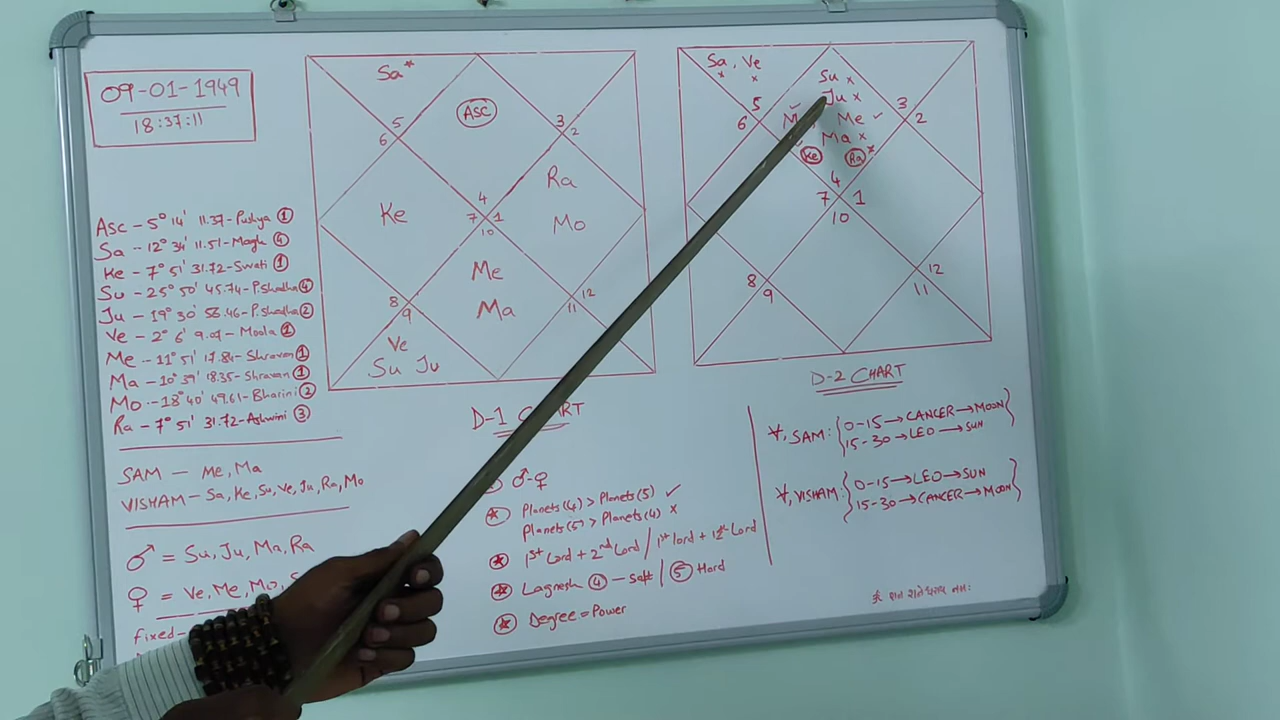 09-01-1949
18:37:11
Asc - 5° 14' 11.37 - Pushya ①
Sa - 12° 34' 11.51 - Magh ④
Ke - 7° 51' 31.72 - Swati ①
Su - 25° 50' 45.74 - P.Shadha ④
Ju - 19° 30' 58.46 - P.Shadha ②
Ve - 2° 6' 9.07 - Moola ①
Me - 11° 51' 17.84 - Shravan ①
Ma - 10° 39' 18.35 - Shravan ①
Mo - 18° 40' 49.61 - Bharini ②
Ra - 7° 51' 31.72 - Ashwini ③
SAM - Me, Ma
VISHAM - Sa, Ke, Su, Ve, Ju, Ra, Mo
♂ = Su, Ju, Ma, Ra
♀ = Ve, Me, Mo,
Fixed -
Sa*
Asc
5
6
3
2
Ra
Ke
Mo
4
7 1
10
Me
Ma
8
9
12
11
Ve
Su Ju
D-1 CHART
Sa, Ve
x x
Su x
Ju x
Me ✓
Ma x
Ke Ra x
5
6
3
2
4
7 1
10
8
9
12
11
D-2 CHART
♂-♀
Planets(4) > Planets(5) ✓
Planets(5) > Planets(4) x
1st Lord + 2nd Lord / 1st lord + 12th Lord
Lagnesh ④ - Soft / ⑤ Hard
Degree = Power
SAM: 0-15 → CANCER → MOON
15-30 → LEO → SUN
VISHAM: 0-15 → LEO → SUN
15-30 → CANCER → MOON